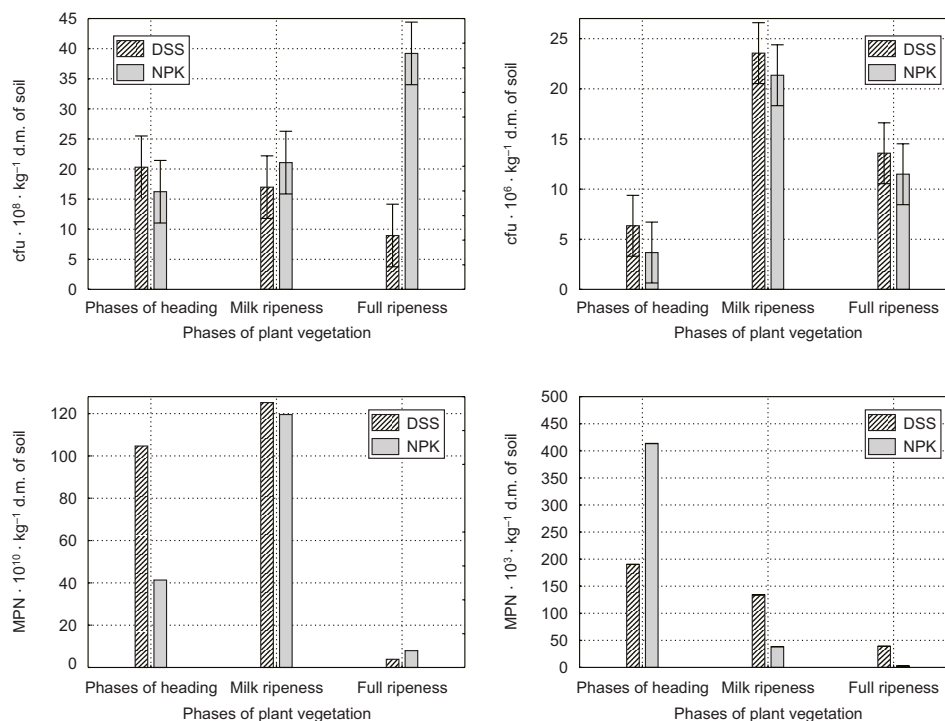 cfu · 10⁸ · kg⁻¹ d.m. of soil
45
40
35
30
25
20
15
10
5
0
DSS
NPK
Phases of heading Milk ripeness Full ripeness
Phases of plant vegetation
cfu · 10⁶ · kg⁻¹ d.m. of soil
25
20
15
10
5
0
DSS
NPK
Phases of heading Milk ripeness Full ripeness
Phases of plant vegetation
MPN · 10¹⁰ · kg⁻¹ d.m. of soil
120
100
80
60
40
20
0
DSS
NPK
Phases of heading Milk ripeness Full ripeness
Phases of plant vegetation
MPN · 10³ · kg⁻¹ d.m. of soil
500
450
400
350
300
250
200
150
100
50
0
DSS
NPK
Phases of heading Milk ripeness Full ripeness
Phases of plant vegetation